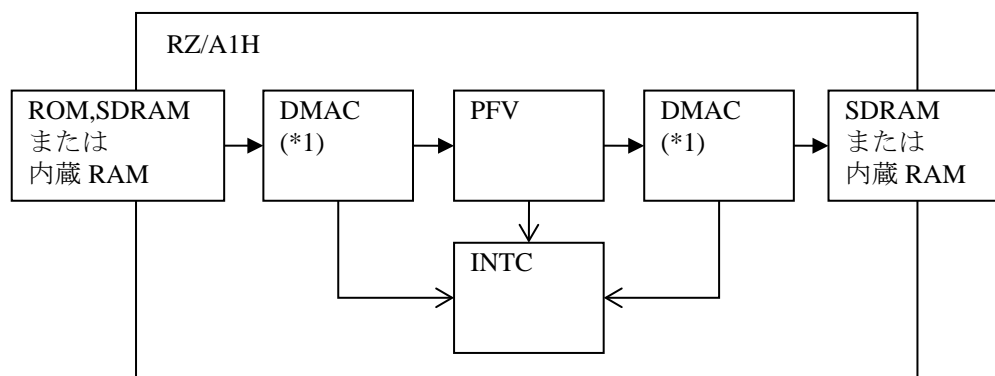 RZ/A1H
ROM,SDRAM
または
内蔵 RAM
DMAC
(*1)
PFV
DMAC
(*1)
SDRAM
または
内蔵 RAM
INTC